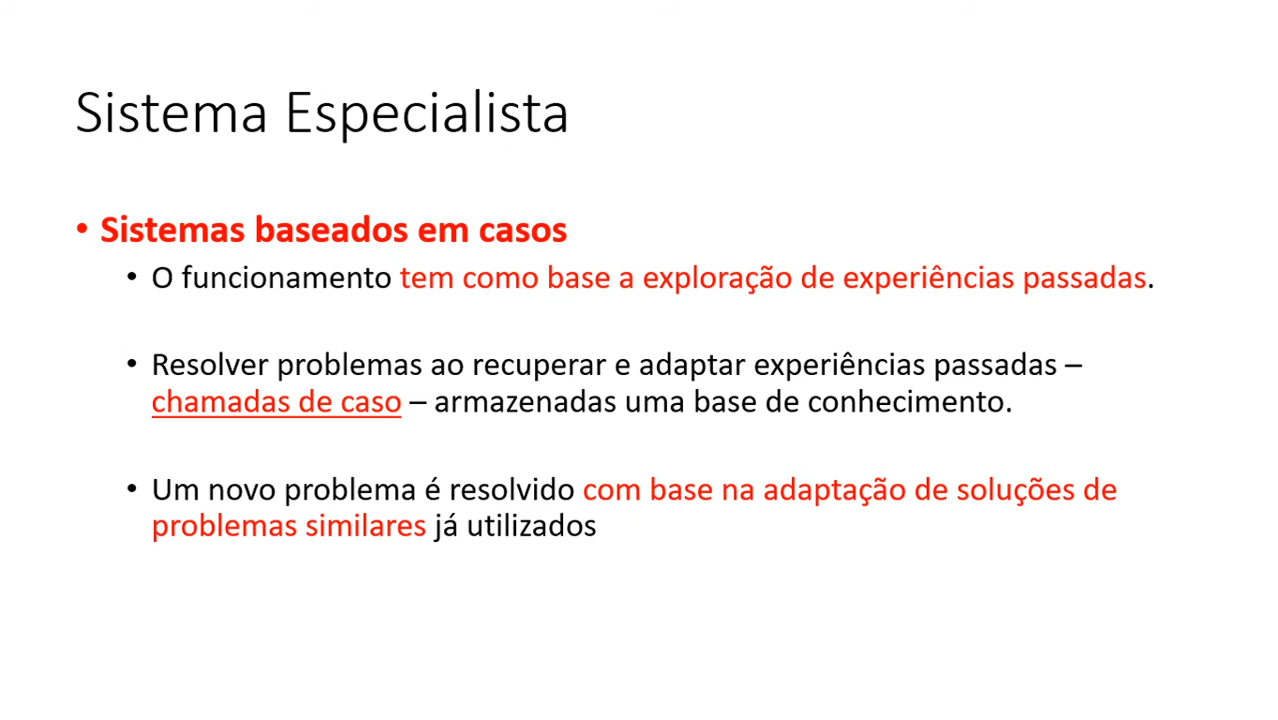 Sistema Especialista
• Sistemas baseados em casos
• O funcionamento tem como base a exploração de experiências passadas.
• Resolver problemas ao recuperar e adaptar experiências passadas –
chamadas de caso – armazenadas uma base de conhecimento.
• Um novo problema é resolvido com base na adaptação de soluções de
problemas similares já utilizados